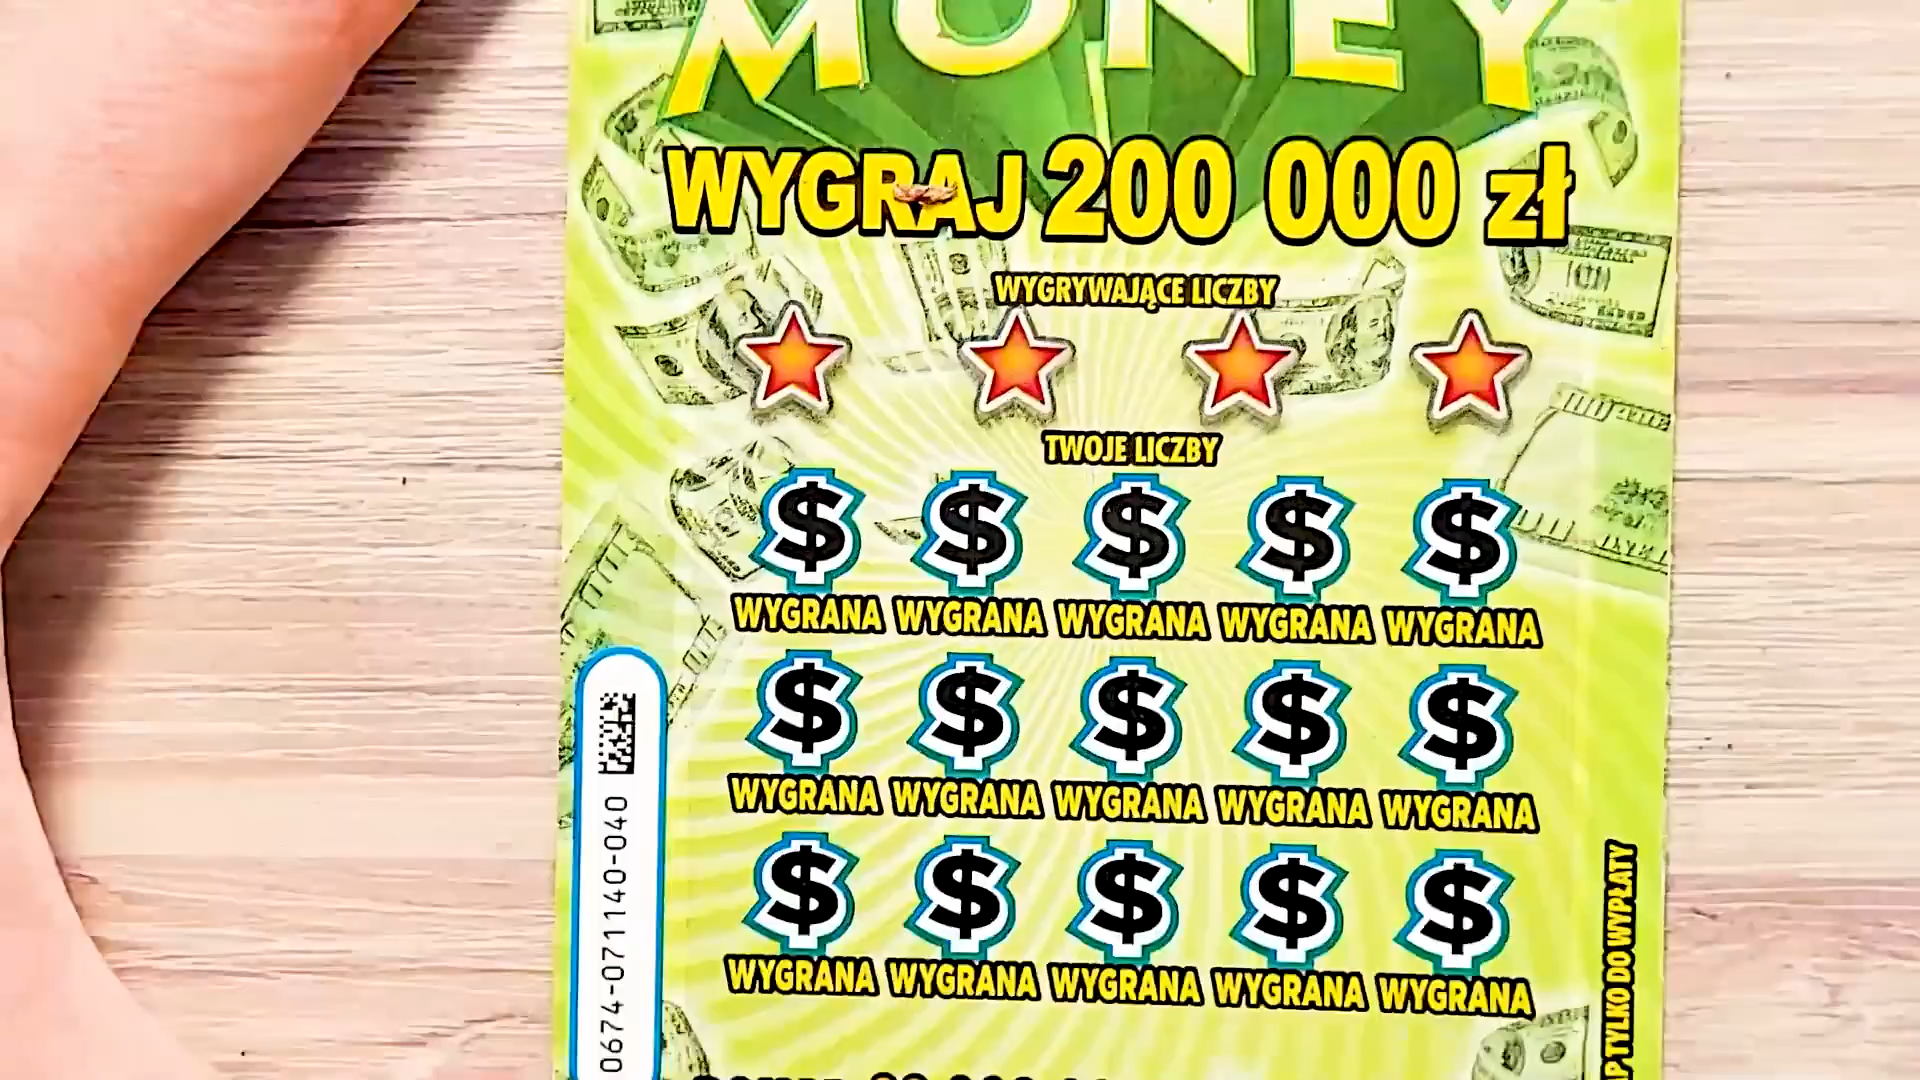 MONEY
WYGRAJ 200 000 zł
WYGRYWAJĄCE LICZBY
TWOJE LICZBY
$ $ $ $ $
WYGRANA WYGRANA WYGRANA WYGRANA WYGRANA
$ $ $ $ $
WYGRANA WYGRANA WYGRANA WYGRANA WYGRANA
$ $ $ $ $
WYGRANA WYGRANA WYGRANA WYGRANA WYGRANA
0674-071140-040
TYLKO DO WYPŁATY